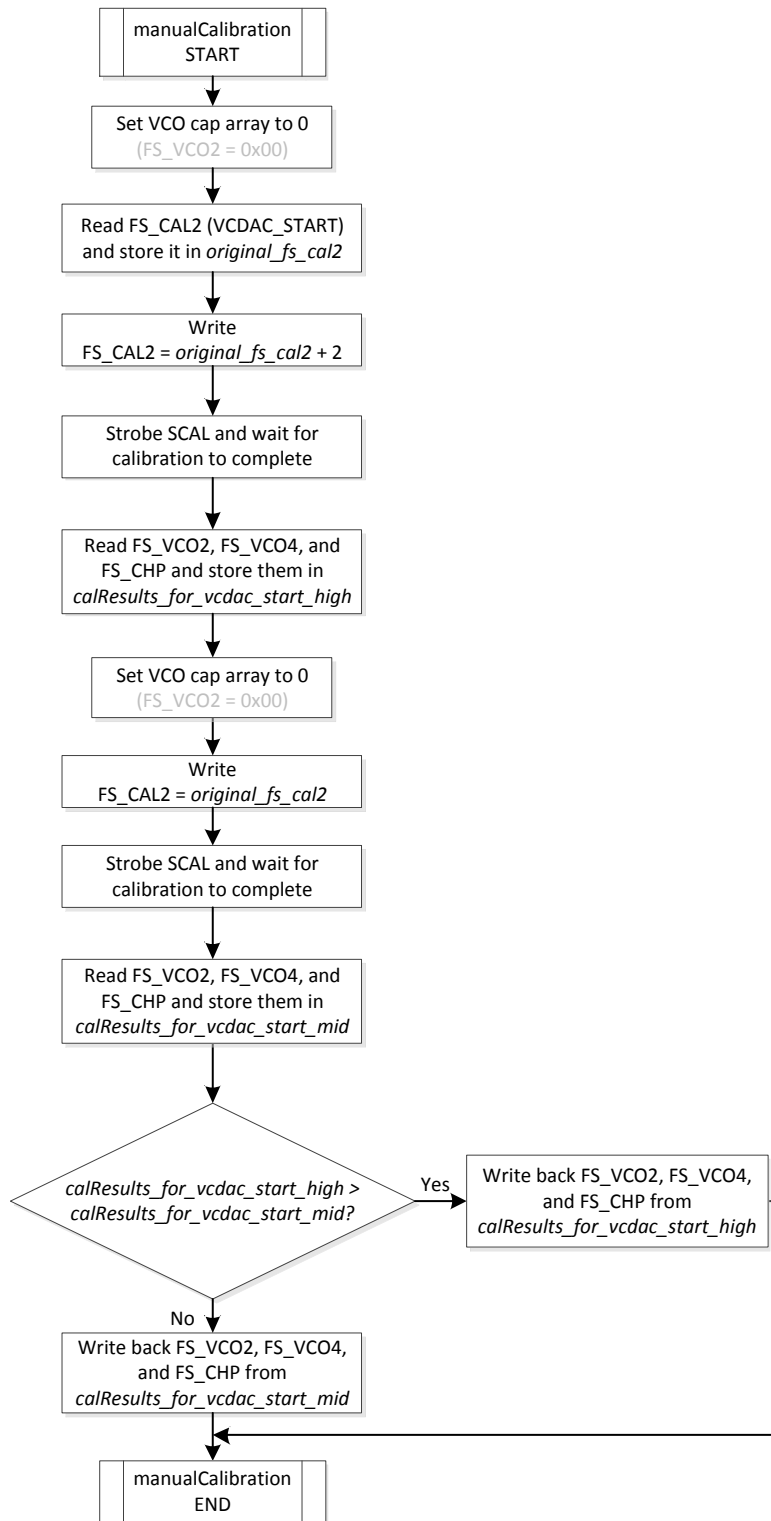 manualCalibration
START
Set VCO cap array to 0
(FS_VCO2 = 0x00)
Read FS_CAL2 (VCDAC_START)
and store it in original_fs_cal2
Write
FS_CAL2 = original_fs_cal2 + 2
Strobe SCAL and wait for
calibration to complete
Read FS_VCO2, FS_VCO4, and
FS_CHP and store them in
calResults_for_vcdac_start_high
Set VCO cap array to 0
(FS_VCO2 = 0x00)
Write
FS_CAL2 = original_fs_cal2
Strobe SCAL and wait for
calibration to complete
Read FS_VCO2, FS_VCO4, and
FS_CHP and store them in
calResults_for_vcdac_start_mid
calResults_for_vcdac_start_high >
calResults_for_vcdac_start_mid?
Yes
Write back FS_VCO2, FS_VCO4,
and FS_CHP from
calResults_for_vcdac_start_high
No
Write back FS_VCO2, FS_VCO4,
and FS_CHP from
calResults_for_vcdac_start_mid
manualCalibration
END